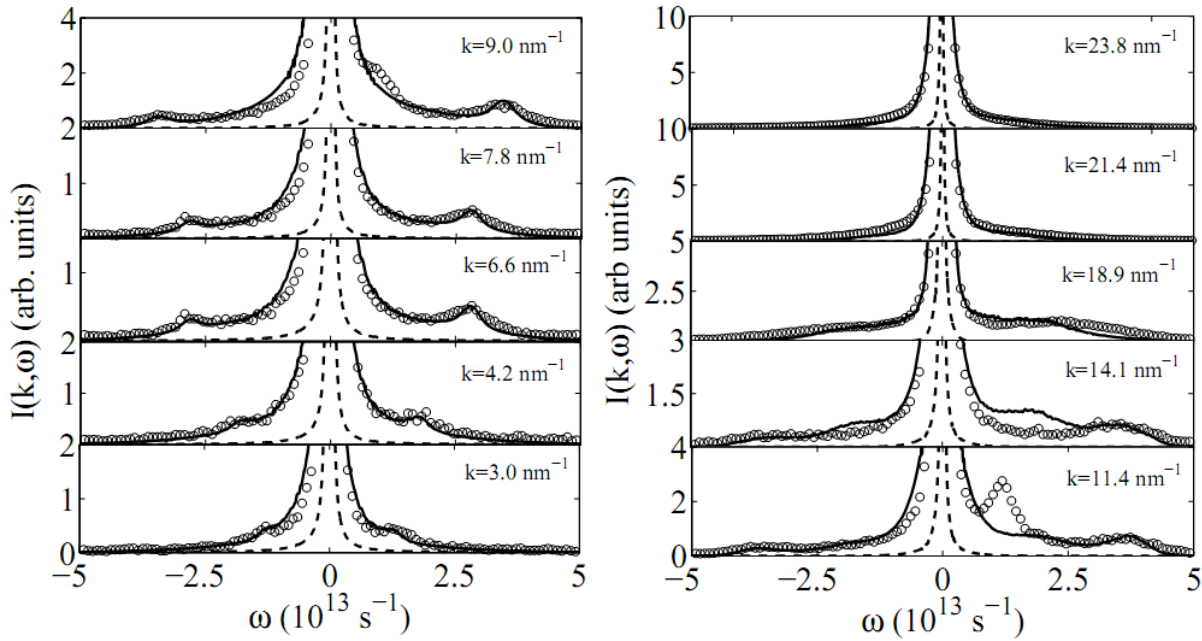 4
2
2
k=9.0 nm⁻¹
1
2
k=7.8 nm⁻¹
1
2
k=6.6 nm⁻¹
1
2
k=4.2 nm⁻¹
1
0
k=3.0 nm⁻¹
−5 −2.5 0 2.5 5
ω (10¹³ s⁻¹)
I(k,ω) (arb. units)
10
5
10
k=23.8 nm⁻¹
5
5
k=21.4 nm⁻¹
2.5
3
k=18.9 nm⁻¹
1.5
4
k=14.1 nm⁻¹
2
0
k=11.4 nm⁻¹
−5 −2.5 0 2.5 5
ω (10¹³ s⁻¹)
I(k,ω) (arb units)